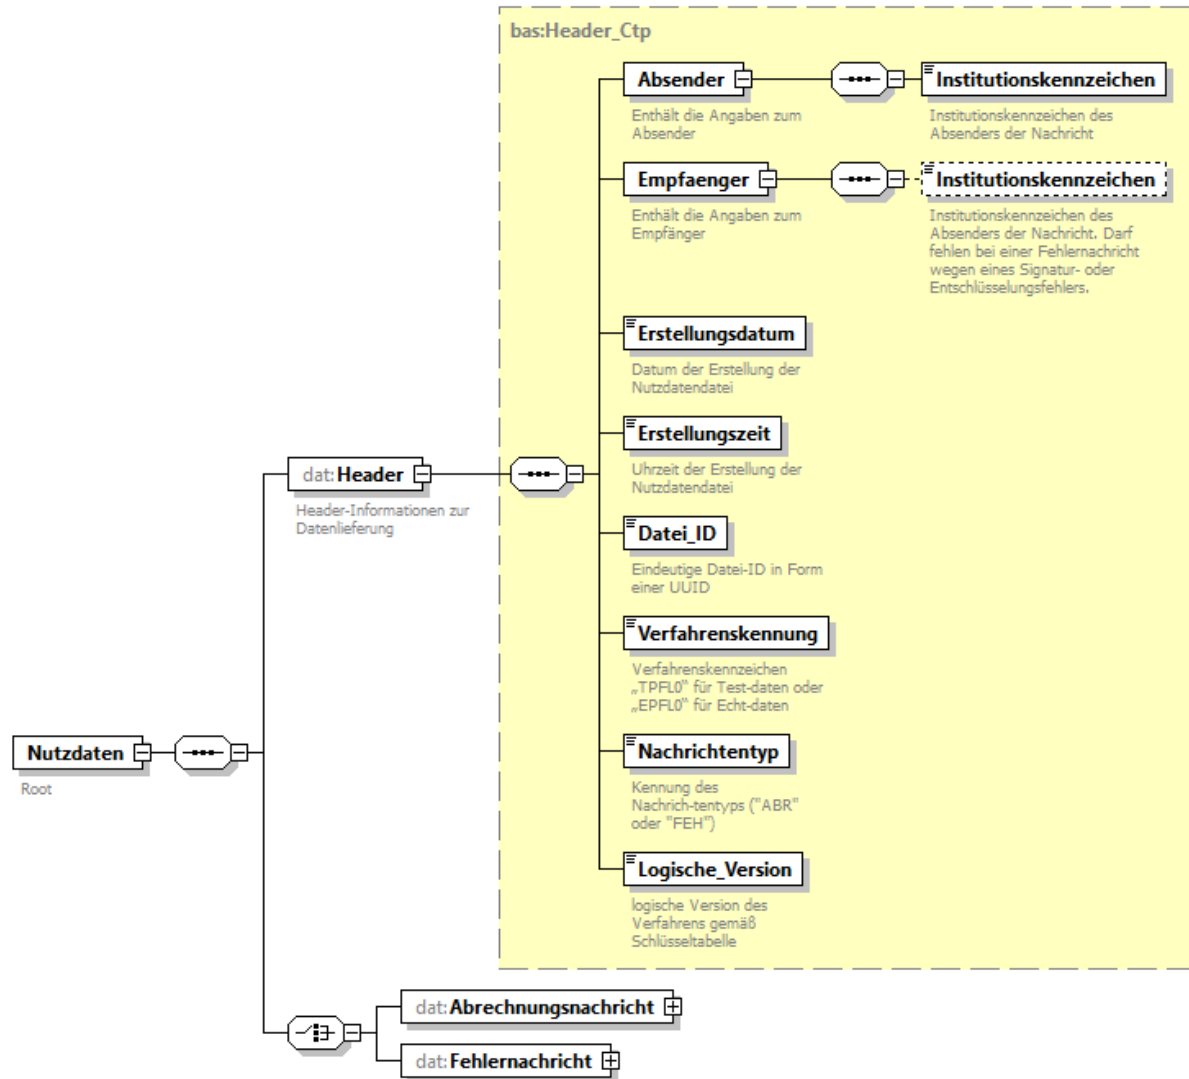 bas:Header_Ctp
Absender
Enthält die Angaben zum
Absender
Institutionskennzeichen
Institutionskennzeichen des
Absenders der Nachricht
Empfaenger
Enthält die Angaben zum
Empfänger
Institutionskennzeichen
Institutionskennzeichen des
Absenders der Nachricht. Darf
fehlen bei einer Fehlernachricht
wegen eines Signatur- oder
Entschlüsselungsfehlers.
Erstellungsdatum
Datum der Erstellung der
Nutzdatendatei
Erstellungszeit
Uhrzeit der Erstellung der
Nutzdatendatei
dat:Header
Header-Informationen zur
Datenlieferung
Datei_ID
Eindeutige Datei-ID in Form
einer UUID
Verfahrenskennung
Verfahrenskennzeichen
„TPFL0“ für Test-daten oder
„EPFL0“ für Echt-daten
Nutzdaten
Root
Nachrichtentyp
Kennung des
Nachrich-tentyps ("ABR"
oder "FEH")
Logische_Version
logische Version des
Verfahrens gemäß
Schlüsseltabelle
dat:Abrechnungsnachricht
dat:Fehlernachricht